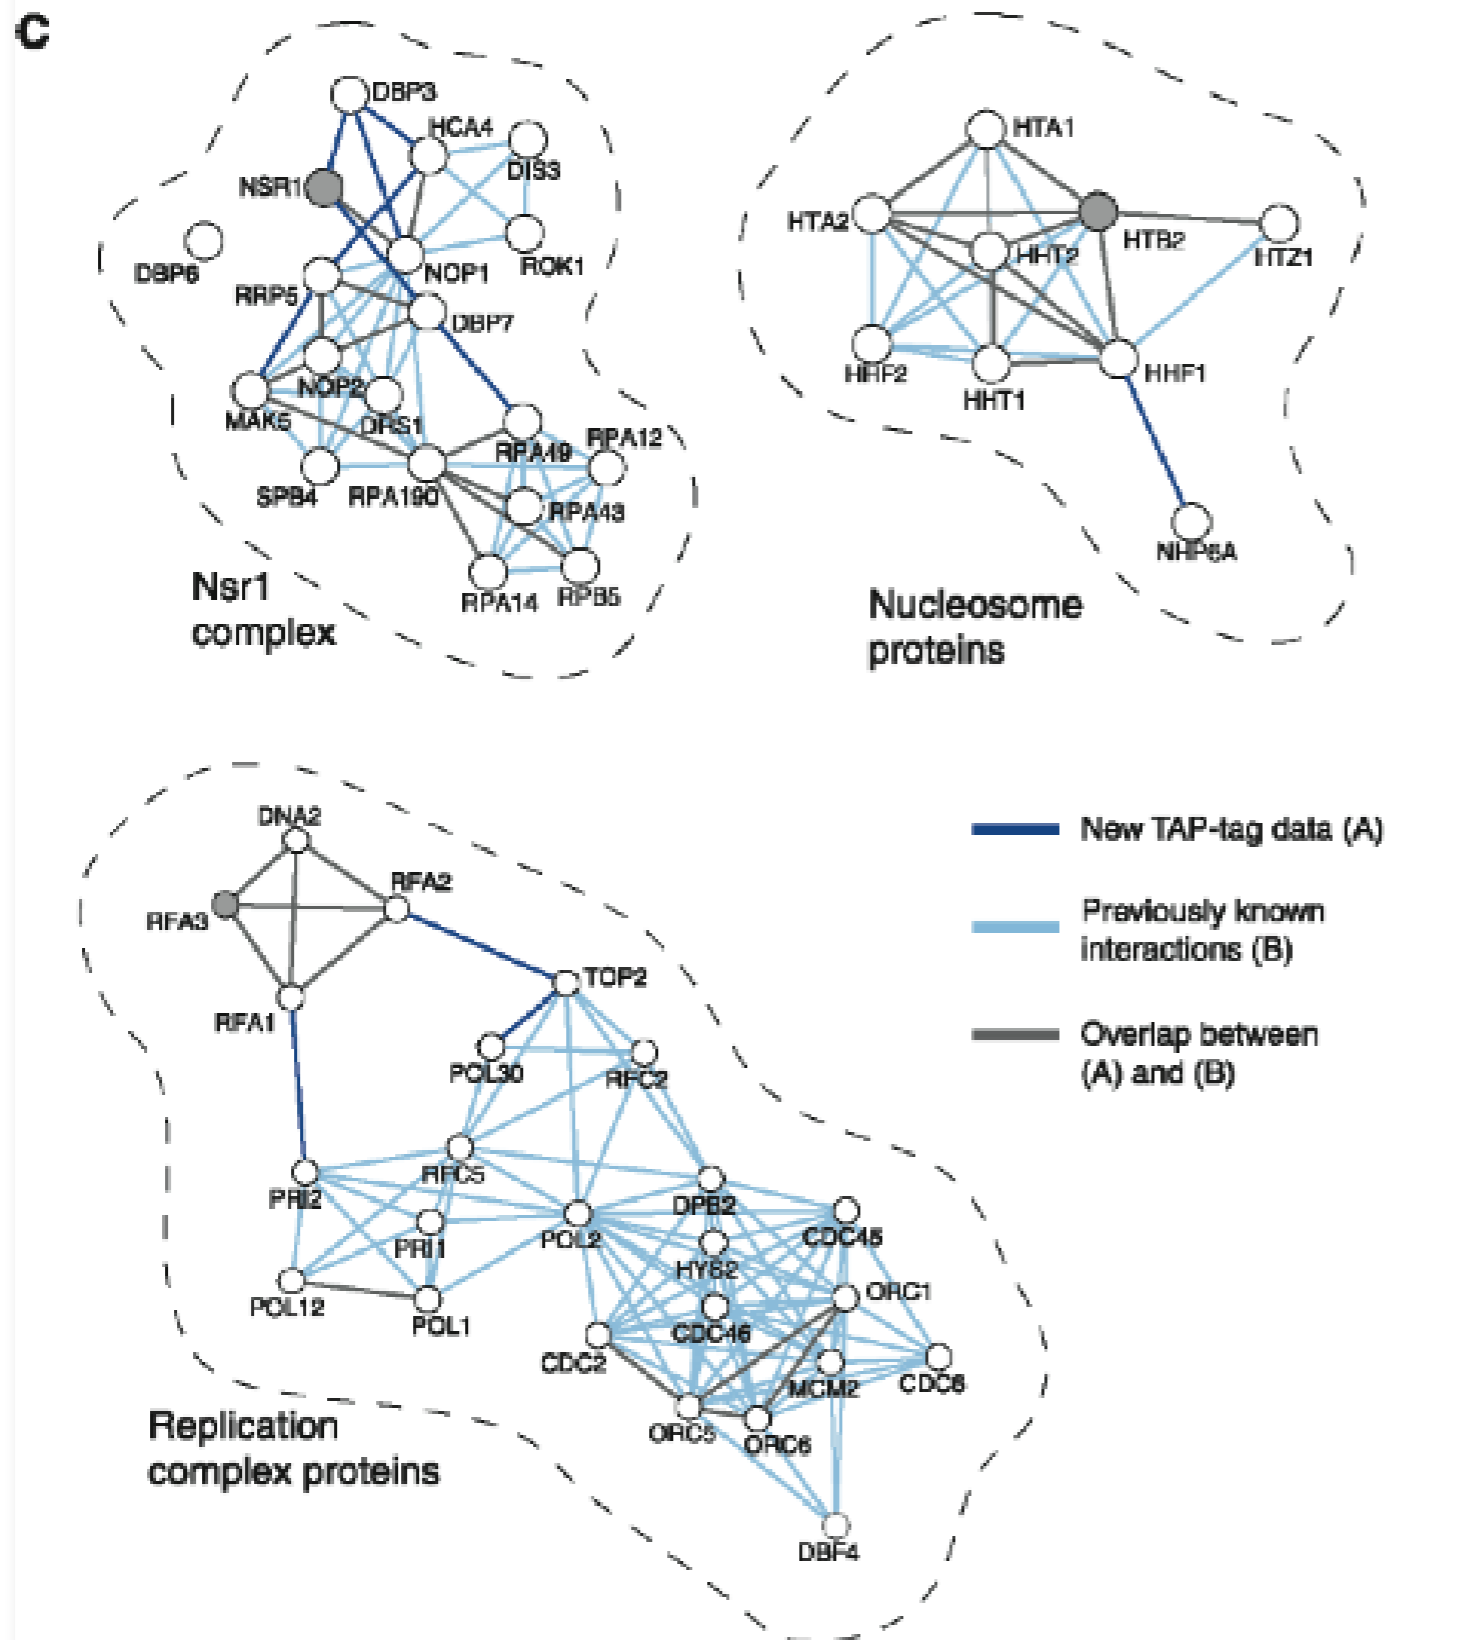 C
DBP3
HCA4
DIS3
NSR1
DBP6
NOP1
ROK1
RRP5
DBP7
NOP2
MAK5
DRS1
RPA49
RPA12
SPB4
RPA190
RPA43
RPA14
RPB5
Nsr1
complex
HTA1
HTA2
HTB2
HHT2
HTZ1
HHF2
HHT1
HHF1
NHP6A
Nucleosome
proteins
DNA2
RFA2
RFA3
TOP2
RFA1
POL30
RFC2
RFC5
PRI2
DPB2
PRI1
POL2
CDC45
HYS2
POL12
POL1
ORC1
CDC46
CDC2
MCM2
CDC6
ORC5
ORC6
DBF4
Replication
complex proteins
New TAP-tag data (A)
Previously known
interactions (B)
Overlap between
(A) and (B)